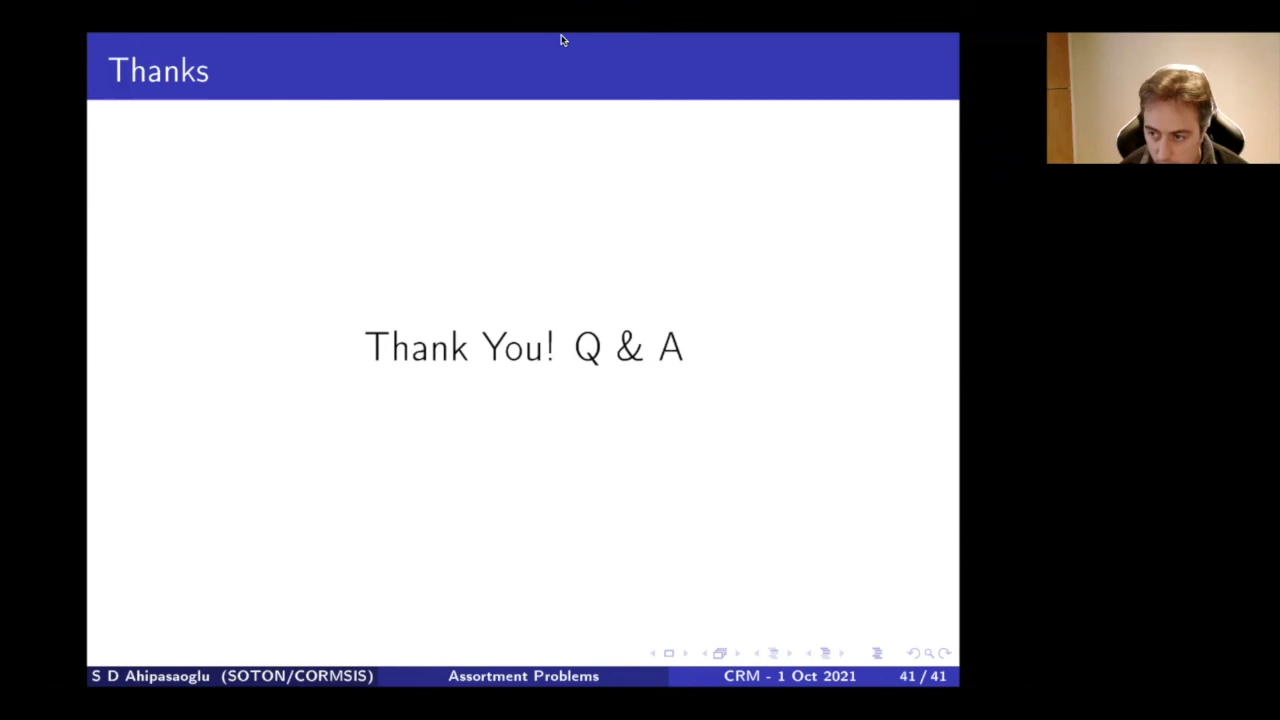 Thanks
Thank You! Q & A
S D Ahipasaoglu (SOTON/CORMSIS) Assortment Problems CRM - 1 Oct 2021 41 / 41